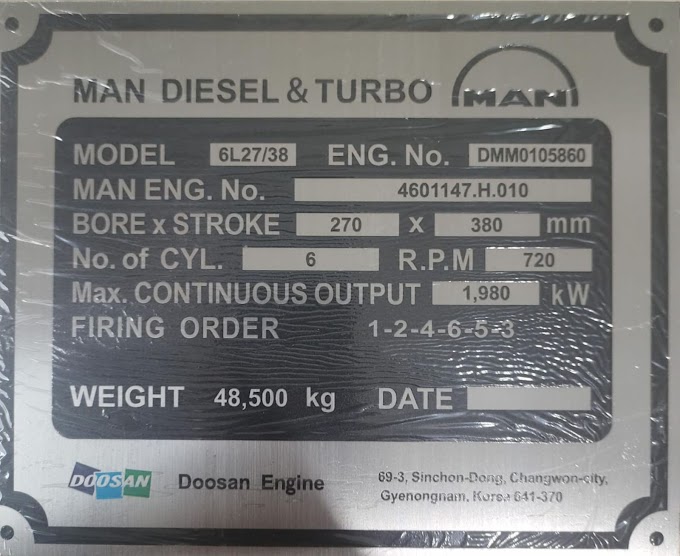 MAN DIESEL & TURBO MAN
MODEL 6L27/38 ENG. No. DMM0105860
MAN ENG. No. 4601147.H.010
BORE x STROKE 270 X 380 mm
No. of CYL. 6 R.P.M 720
Max. CONTINUOUS OUTPUT 1,980 kW
FIRING ORDER 1-2-4-6-5-3
WEIGHT 48,500 kg DATE
DOOSAN Doosan Engine
69-3, Sinchon-Dong, Changwon-city,
Gyenongnam, Korea 641-370